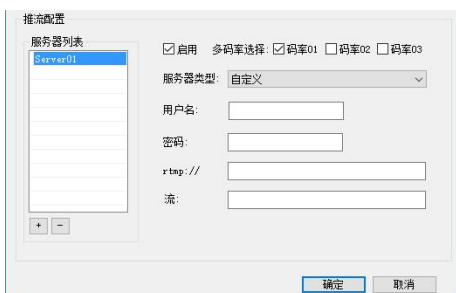 推流配置
服务器列表
Server01
启用 多码率选择: 码率01 码率02 码率03
服务器类型: 自定义
用户名:
密码:
rtmp://
流:
+ -
确定 取消